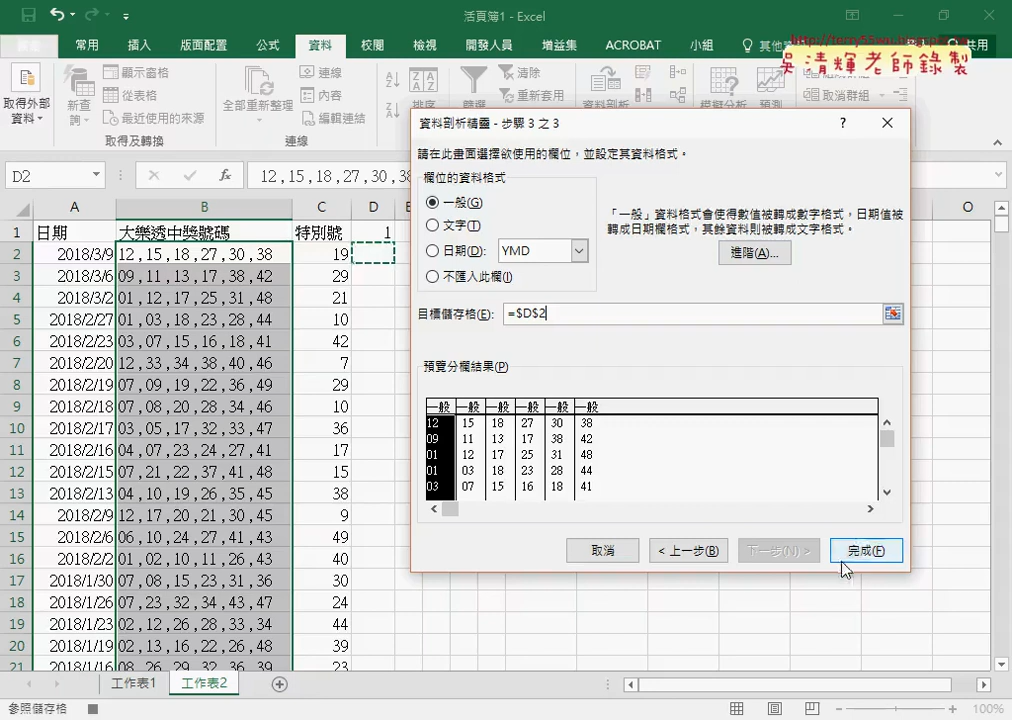 活頁簿1 - Excel
常用 插入 版面配置 公式 資料 校閱 檢視 開發人員 增益集 ACROBAT 小組 共用
吳清輝老師錄製
取得外部資料 新查詢 顯示窗格 從表格 最近使用的來源 全部重新整理 連線 內容 編輯連結 清除 重新套用
取得及轉換 連線 取消群組
D2 12,15,18,27,30,38
資料剖析精靈 - 步驟 3 之 3 ? ×
請在此畫面選擇欲使用的欄位，並設定其資料格式。
欄位的資料格式
一般(G)
文字(T)
日期(D): YMD
不匯入此欄(I)
「一般」資料格式會使得數值被轉成數字格式，日期值被
轉成日期欄格式，其餘資料則被轉成文字格式。
進階(A)...
目標儲存格(E): =$D$2
預覽分欄結果(P)
一般 一般 一般 一般 一般 一般
12 15 18 27 30 38
09 11 13 17 38 42
01 12 17 25 31 48
01 03 18 23 28 44
03 07 15 16 18 41
取消 < 上一步(B) 下一步(N) > 完成(F)
A B C D O
1 日期 大樂透中獎號碼 特別號 1
2 2018/3/9 12,15,18,27,30,38 19
3 2018/3/6 09,11,13,17,38,42 29
4 2018/3/2 01,12,17,25,31,48 21
5 2018/2/27 01,03,18,23,28,44 10
6 2018/2/21 03,07,15,16,18,41 42
7 2018/2/20 12,33,34,38,40,46 7
8 2018/2/19 07,09,19,22,36,49 29
9 2018/2/18 07,08,20,28,34,46 10
10 2018/2/17 03,05,17,32,33,47 36
11 2018/2/16 04,07,23,24,27,41 17
12 2018/2/15 07,21,22,37,41,48 15
13 2018/2/13 04,10,19,26,35,45 38
14 2018/2/9 12,17,20,21,30,45 9
15 2018/2/6 06,10,24,27,41,43 49
16 2018/2/2 01,02,10,11,26,43 40
17 2018/1/30 07,08,15,23,31,36 30
18 2018/1/26 07,23,32,34,43,47 24
19 2018/1/23 02,12,26,28,33,34 44
20 2018/1/19 02,13,16,22,26,48 39
21 2018/1/16 08,26,29,32,36,39 23
工作表1 工作表2
參照儲存格 100%